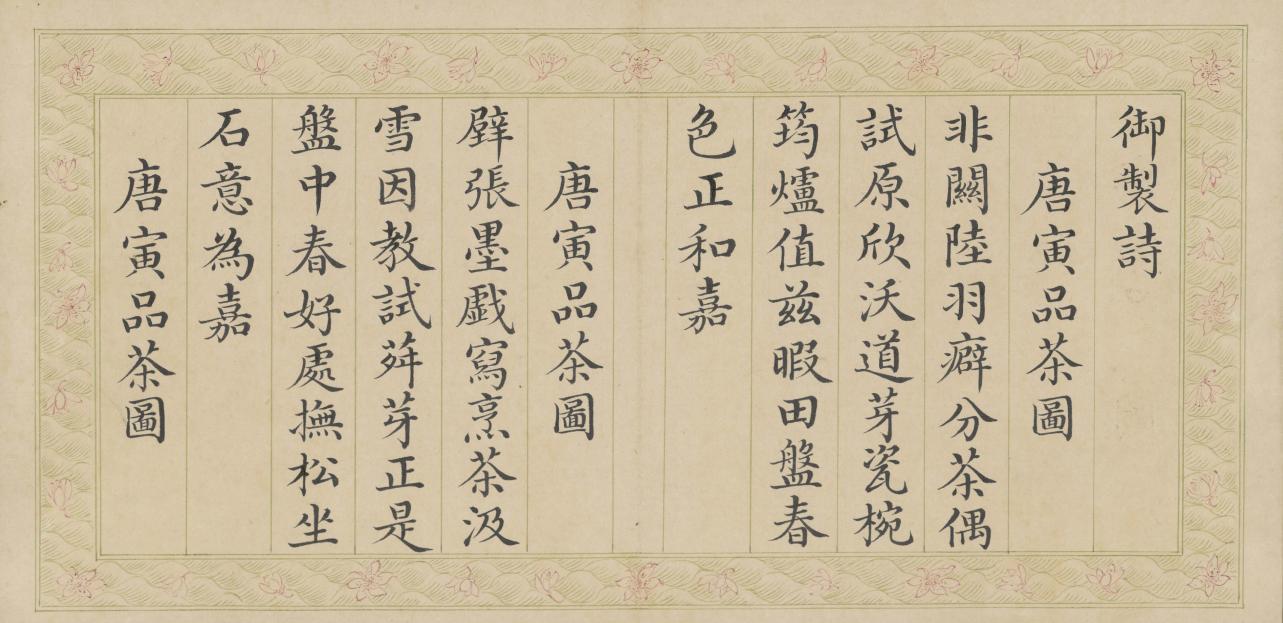 御製詩
唐寅品茶圖
非關陸羽癖分茶偶
試原欣沃道芽瓷椀
筠爐值茲暇田盤春
色正和嘉
唐寅品茶圖
擘張墨戲寫烹茶汲
雪因教試荈芽正是
盤中春好處撫松坐
石意為嘉
唐寅品茶圖